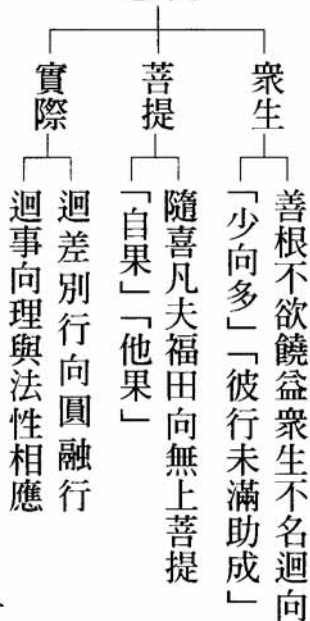 衆生
善根不欲饒益衆生不名迴向
「少向多」「彼行未滿助成」
菩提
隨喜凡夫福田向無上菩提
「自果」「他果」
實際
迴差別行向圓融行
迴事向理與法性相應